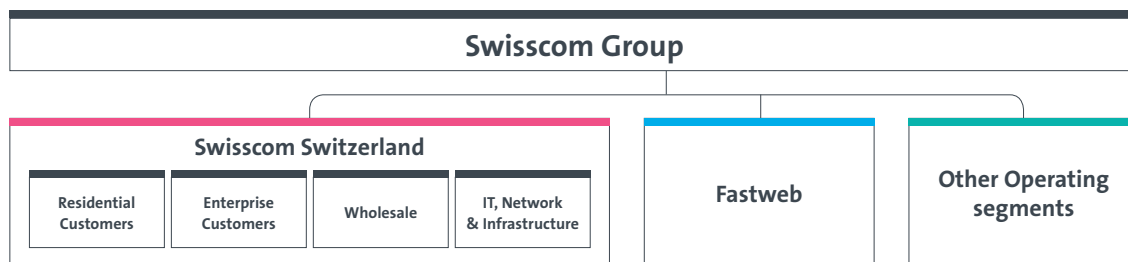 Swisscom Group
Swisscom Switzerland
Residential
Customers
Enterprise
Customers
Wholesale
IT, Network
& Infrastructure
Fastweb
Other Operating
segments